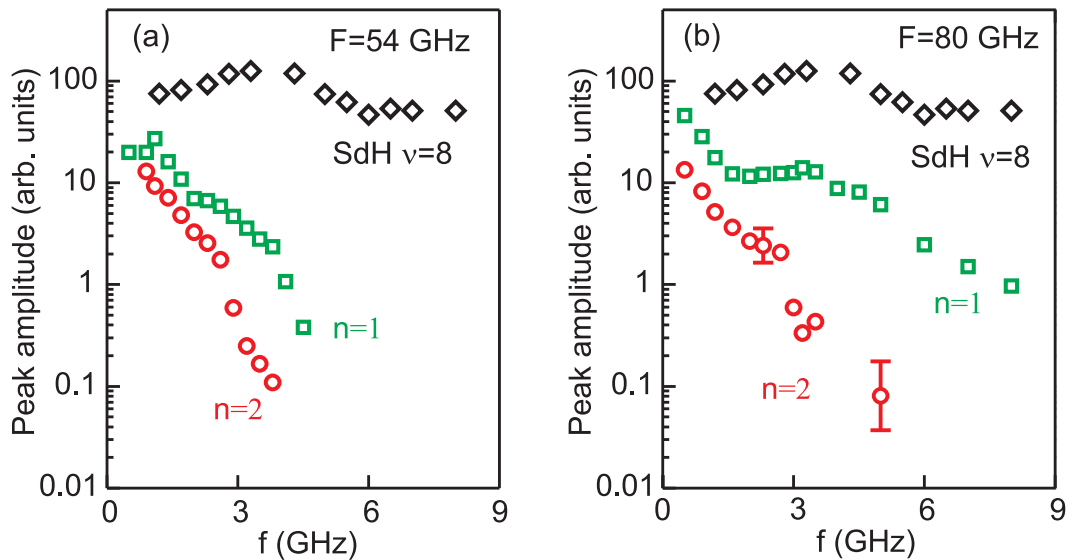 (a)
F=54 GHz
Peak amplitude (arb. units)
100
10
1
0.1
0.01
SdH ν=8
n=1
n=2
0
3
6
9
f (GHz)
(b)
F=80 GHz
Peak amplitude (arb. units)
100
10
1
0.1
0.01
SdH ν=8
n=1
n=2
0
3
6
9
f (GHz)